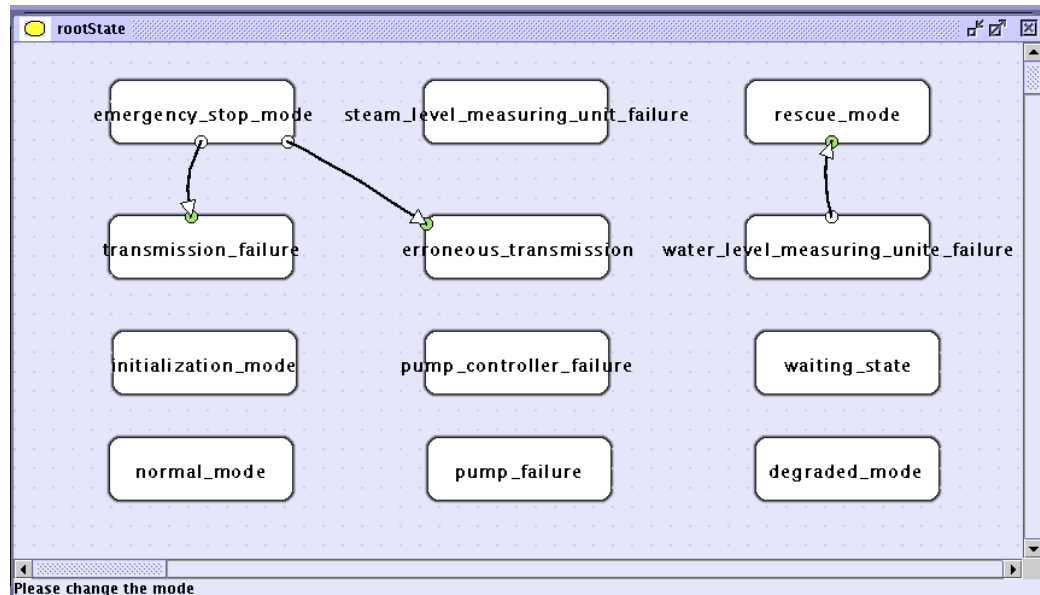 rootState
emergency_stop_mode
steam_level_measuring_unit_failure
rescue_mode
transmission_failure
erroneous_transmission
water_level_measuring_unite_failure
initialization_mode
pump_controller_failure
waiting_state
normal_mode
pump_failure
degraded_mode
Please change the mode